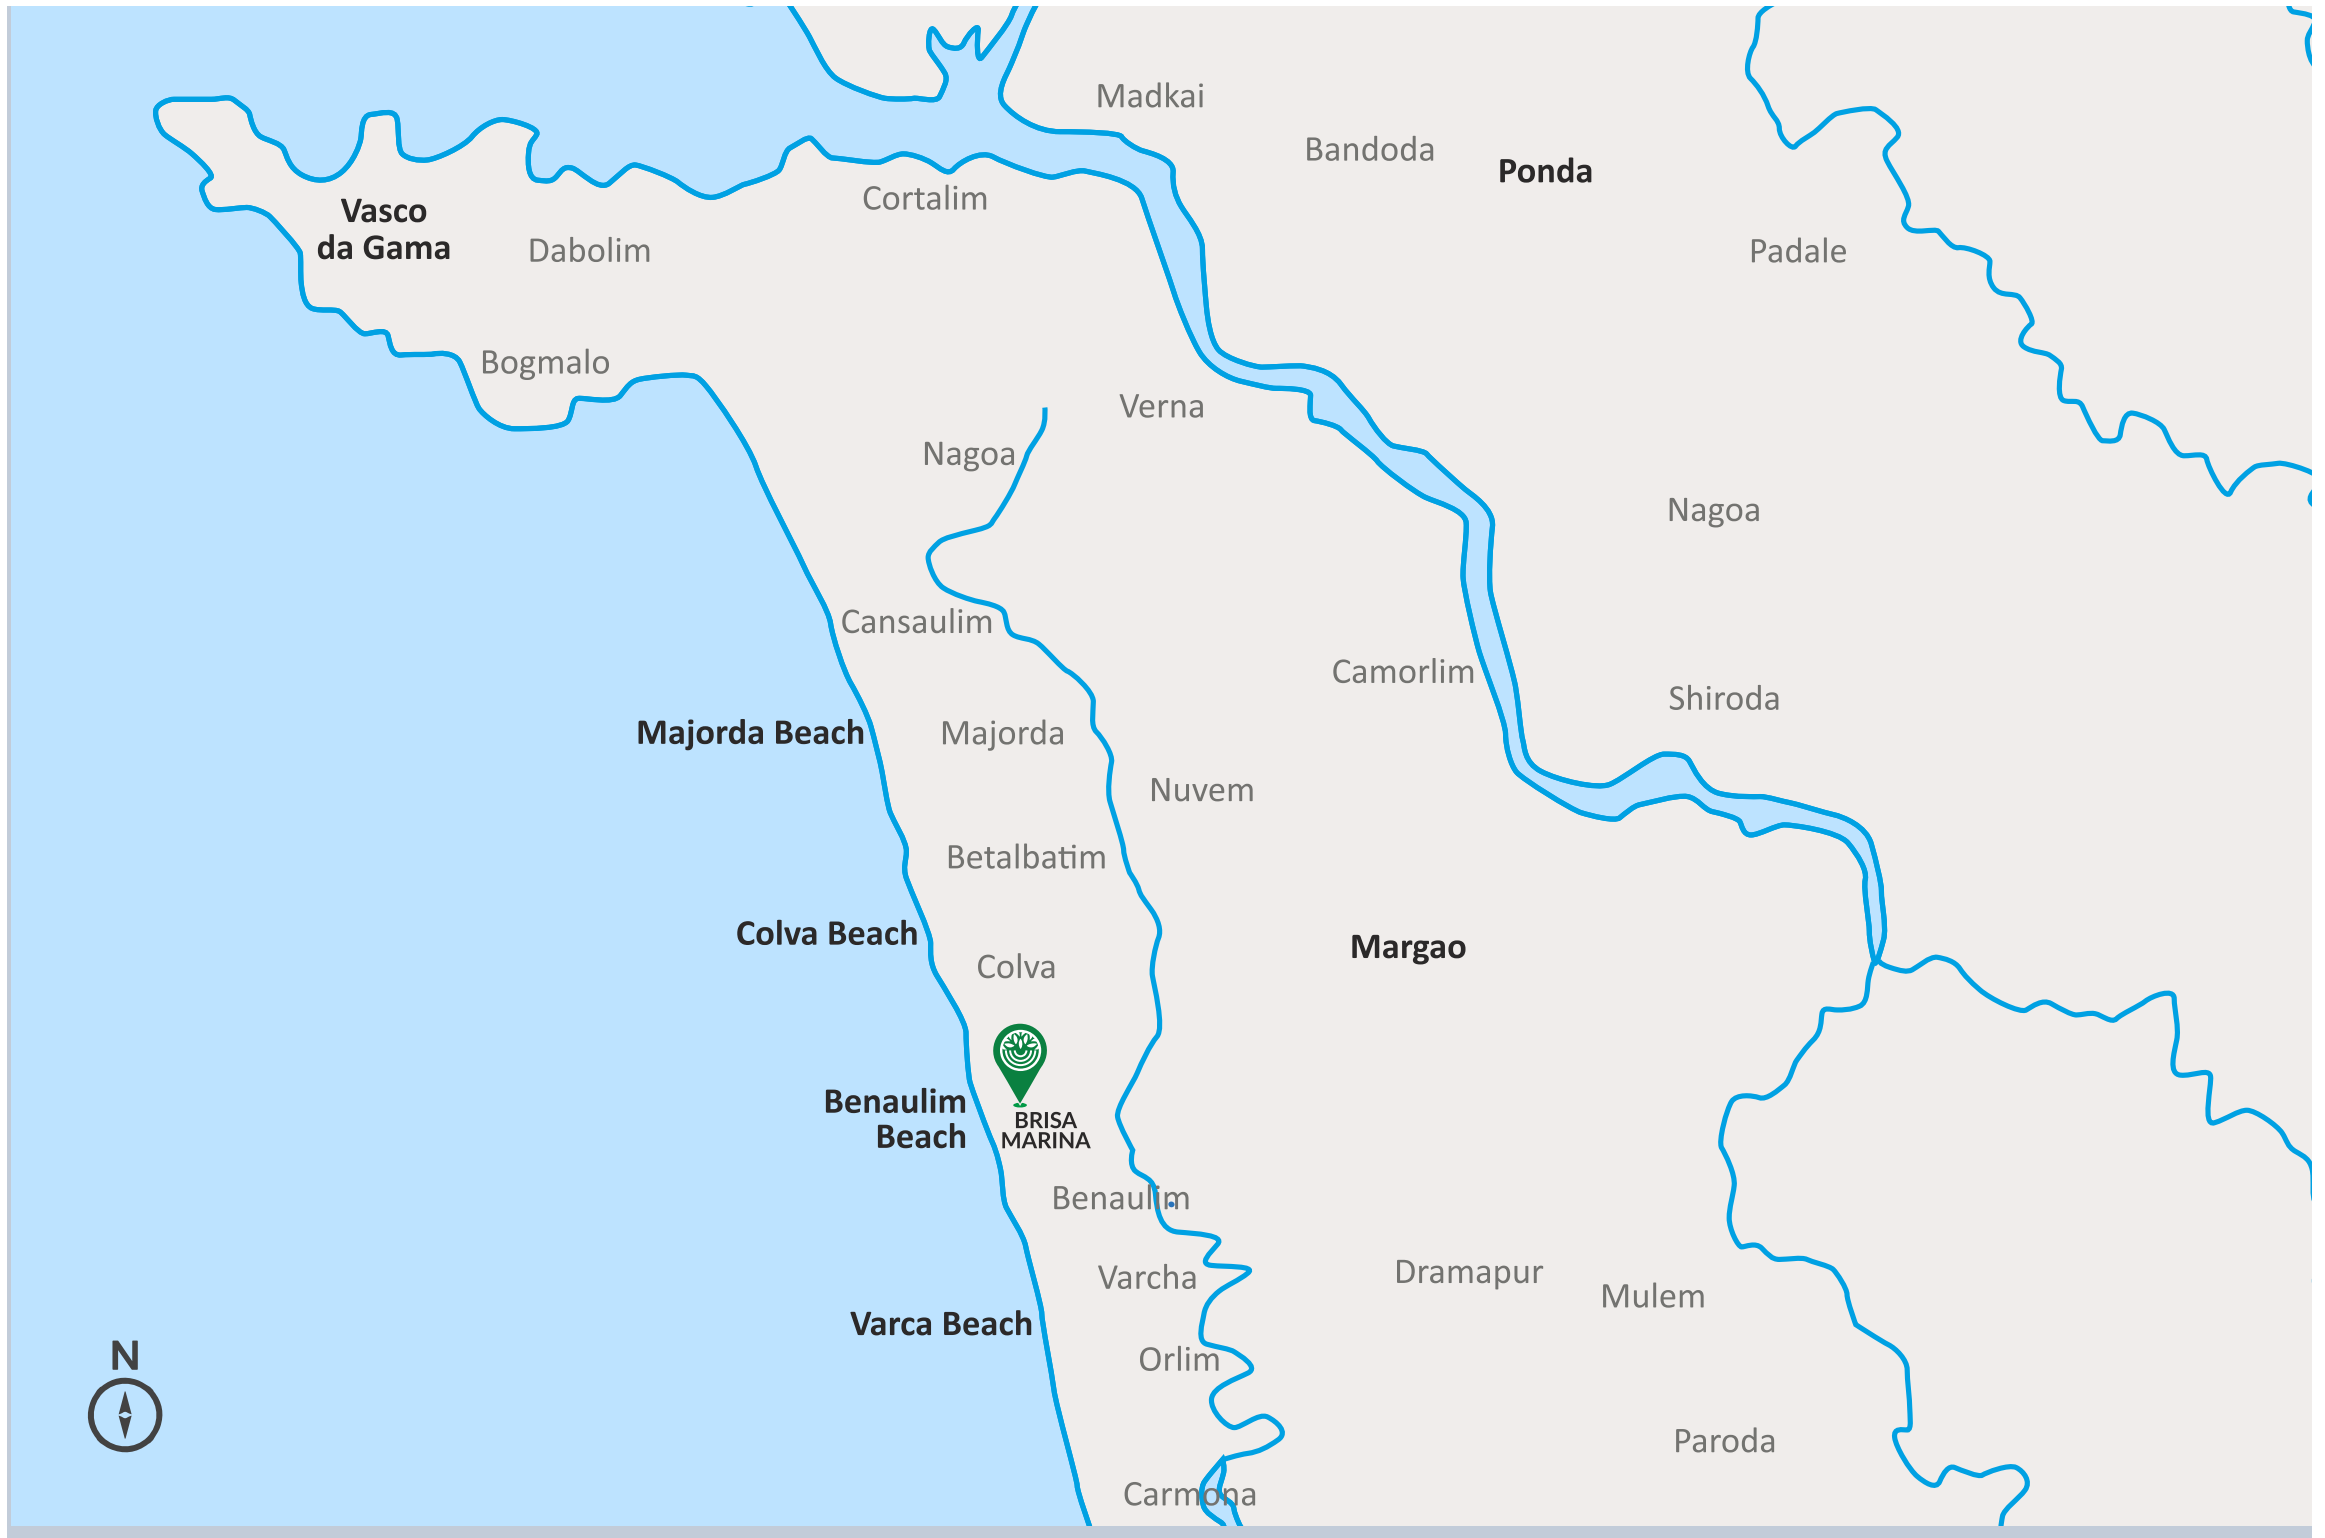 Madkai
Bandoda
Ponda
Cortalim
Vasco
da Gama
Dabolim
Padale
Bogmalo
Verna
Nagoa
Nagoa
Cansaulim
Camorlim
Shiroda
Majorda Beach
Majorda
Nuvem
Betalbatim
Colva Beach
Margao
Colva
Benaulim
Beach
BRISA
MARINA
Benaulim
Varcha
Dramapur
Mulem
Varca Beach
N
Orlim
Paroda
Carmona